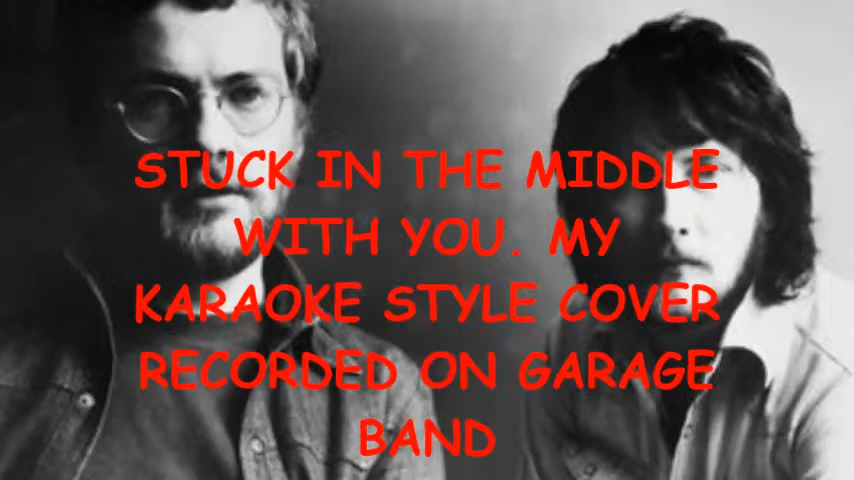 STUCK IN THE MIDDLE
WITH YOU. MY
KARAOKE STYLE COVER
RECORDED ON GARAGE
BAND